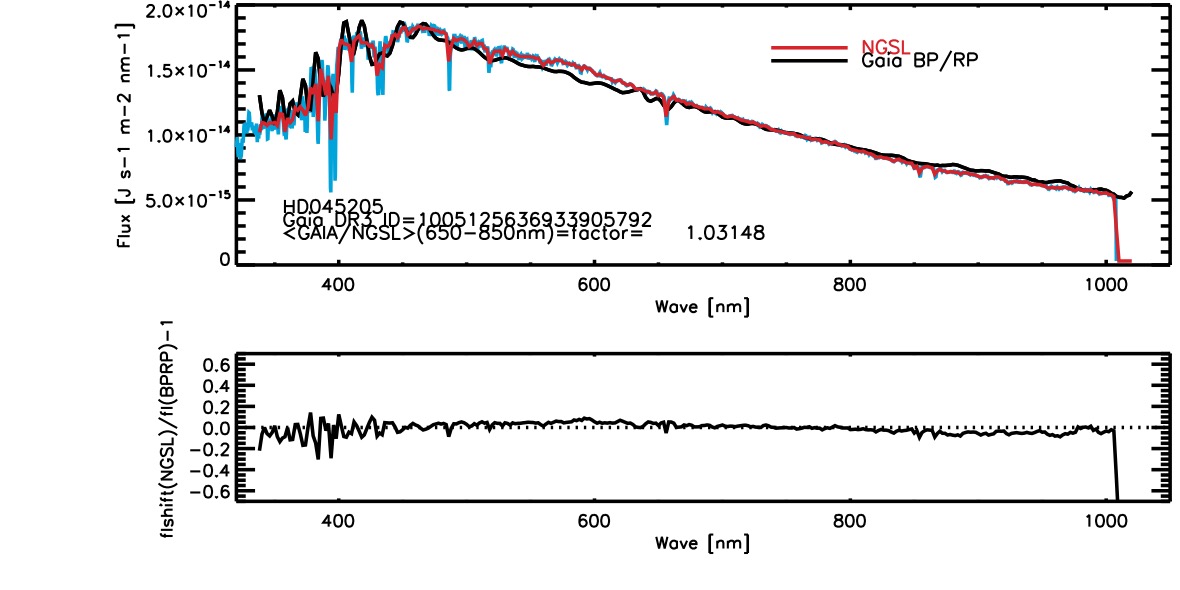 2.0×10−14
1.5×10−14
1.0×10−14
5.0×10−15
0
Flux [J s−1 m−2 nm−1]
NGSL
Gaia BP/RP
HD045205
Gaia DR3 ID=1005125636933905792
<GAIA/NGSL>(650−850nm)=factor= 1.03148
400 600 800 1000
Wave [nm]
flshift(NGSL)/fl(BPRP)−1
0.6
0.4
0.2
0.0
−0.2
−0.4
−0.6
400 600 800 1000
Wave [nm]